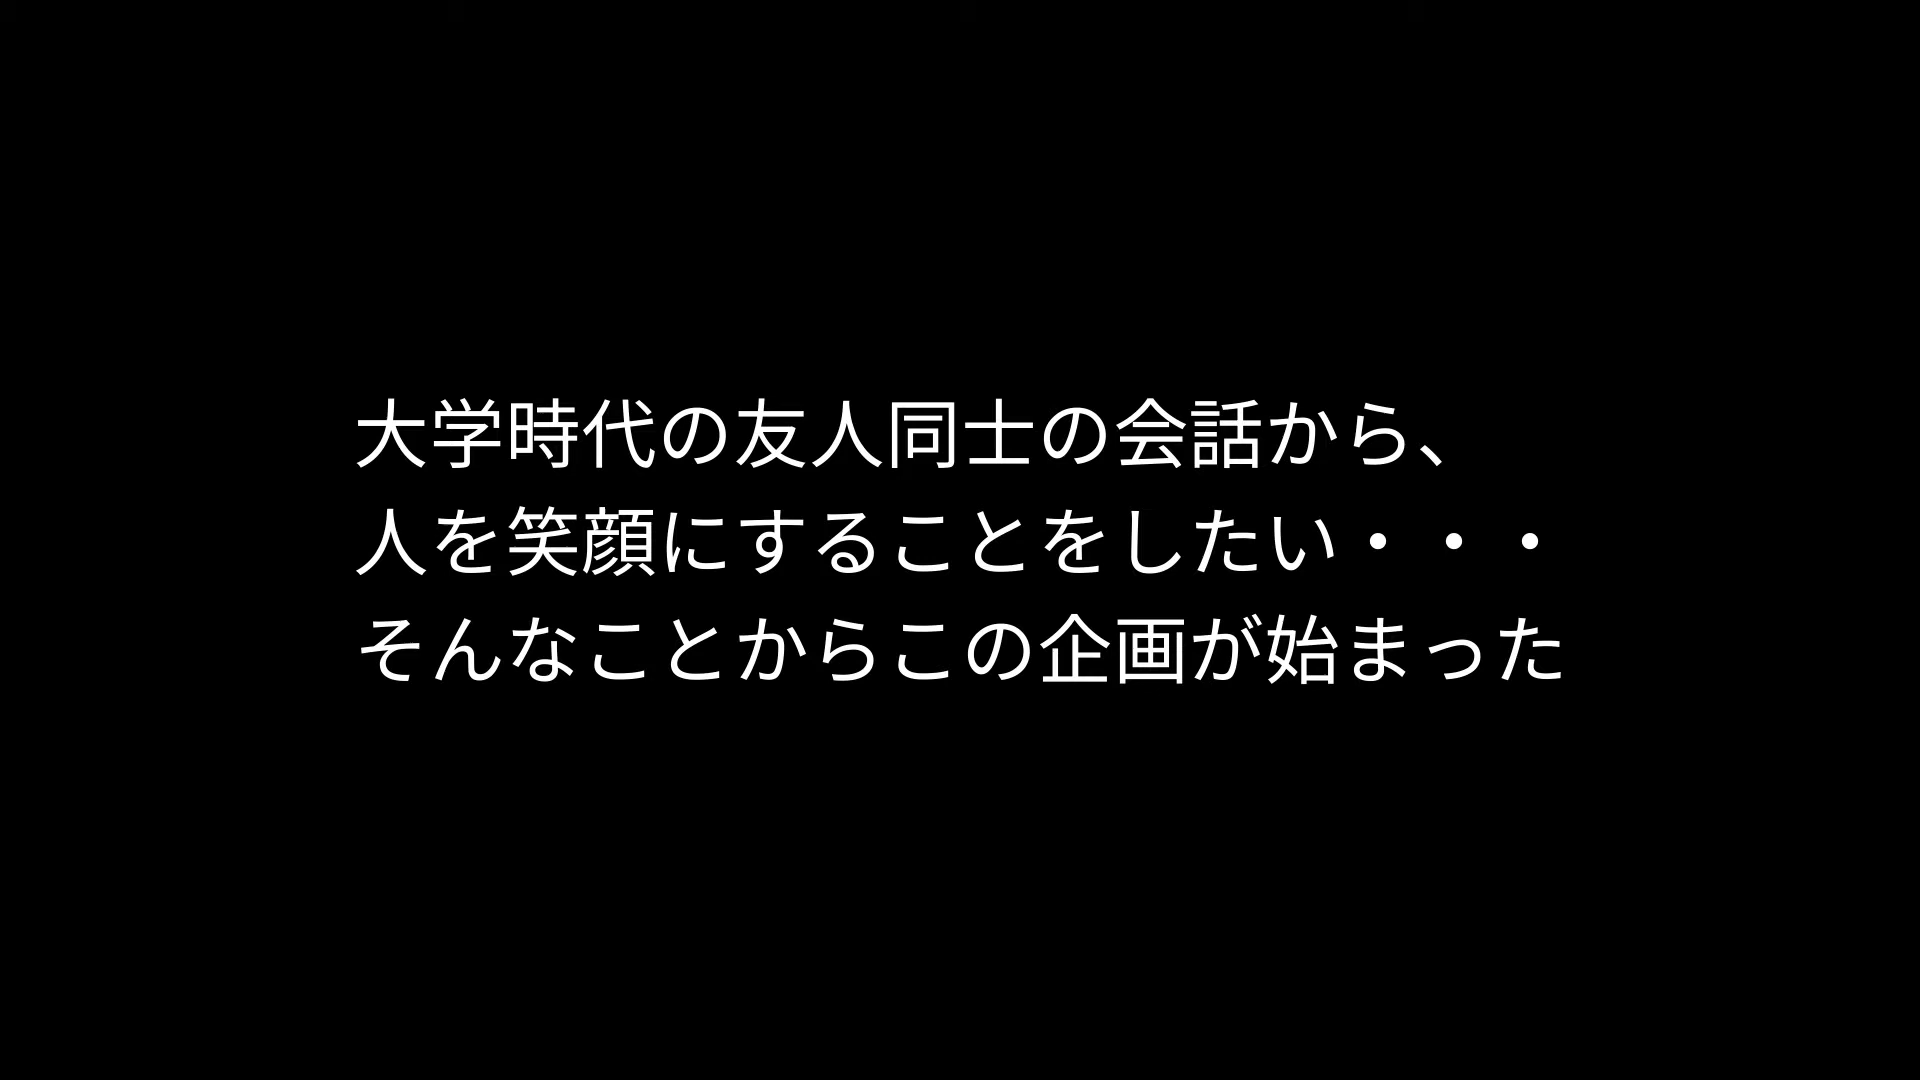 大学時代の友人同士の会話から、
人を笑顔にすることをしたい・・・
そんなことからこの企画が始まった